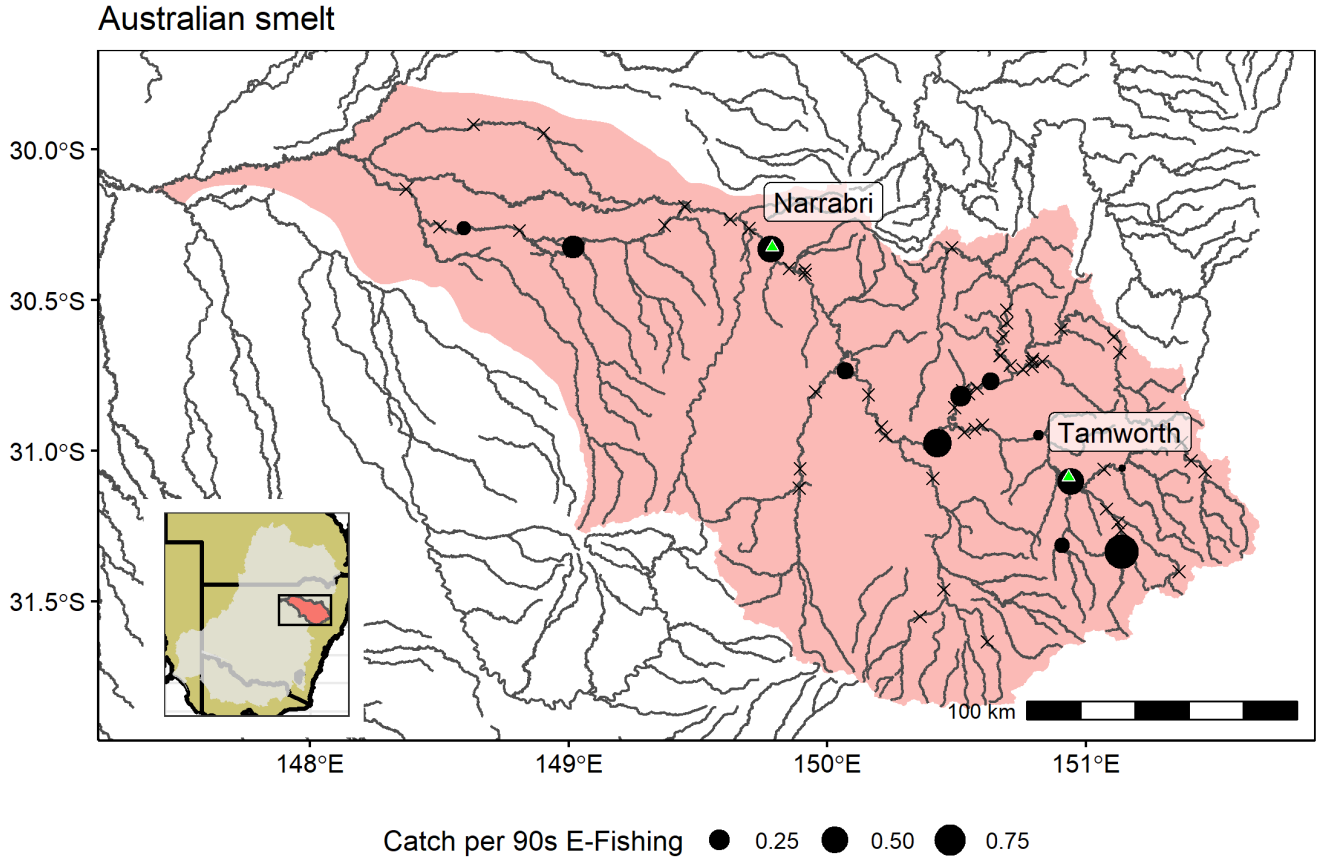 Australian smelt
30.0°S
Narrabri
30.5°S
31.0°S
Tamworth
31.5°S
100 km
148°E 149°E 150°E 151°E
Catch per 90s E-Fishing 0.25 0.50 0.75